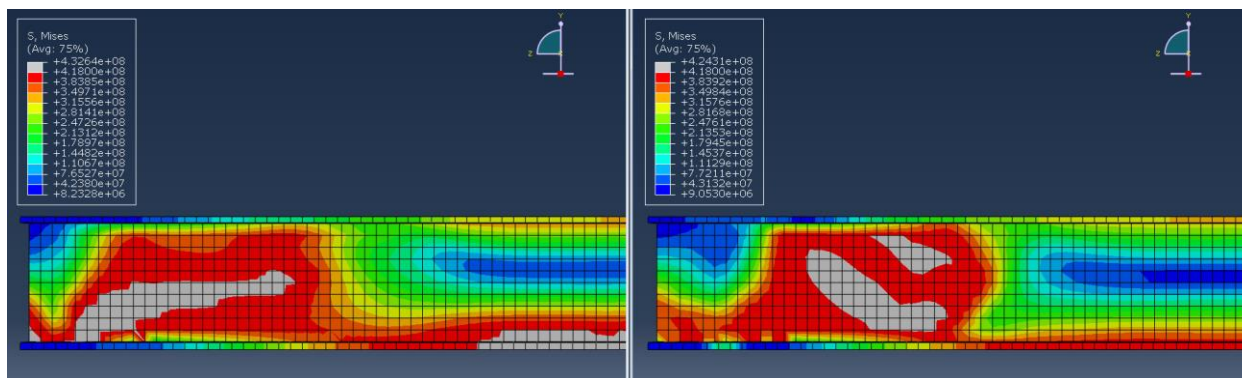 S, Mises
(Avg: 75%)
+4.3264e+08
+4.1800e+08
+3.8385e+08
+3.4971e+08
+3.1556e+08
+2.8141e+08
+2.4726e+08
+2.1312e+08
+1.7897e+08
+1.4482e+08
+1.1067e+08
+7.6527e+07
+4.2380e+07
+8.2328e+06
Y
Z
S, Mises
(Avg: 75%)
+4.2431e+08
+4.1800e+08
+3.8392e+08
+3.4984e+08
+3.1576e+08
+2.8168e+08
+2.4761e+08
+2.1353e+08
+1.7945e+08
+1.4537e+08
+1.1129e+08
+7.7211e+07
+4.3132e+07
+9.0530e+06
Y
Z